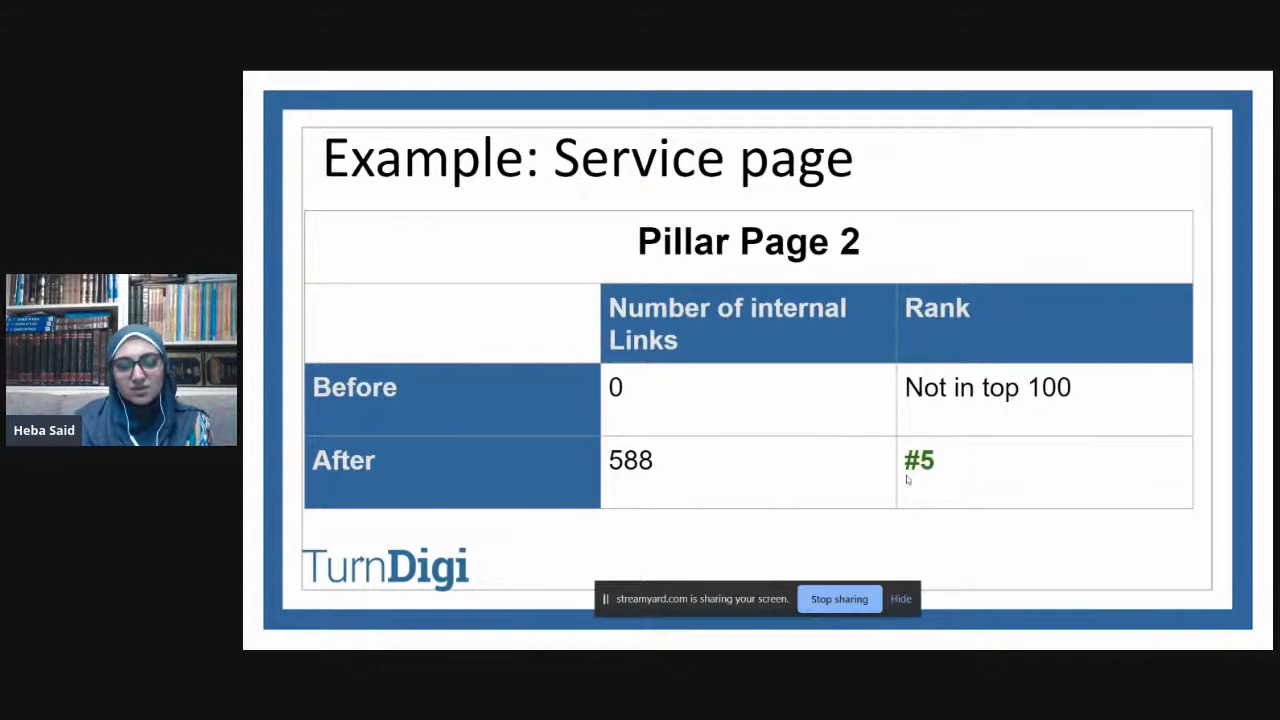 Example: Service page
Pillar Page 2
Number of internal
Links
Rank
Before
0
Not in top 100
After
588
#5
TurnDigi
streamyard.com is sharing your screen.
Stop sharing
Hide
Heba Said